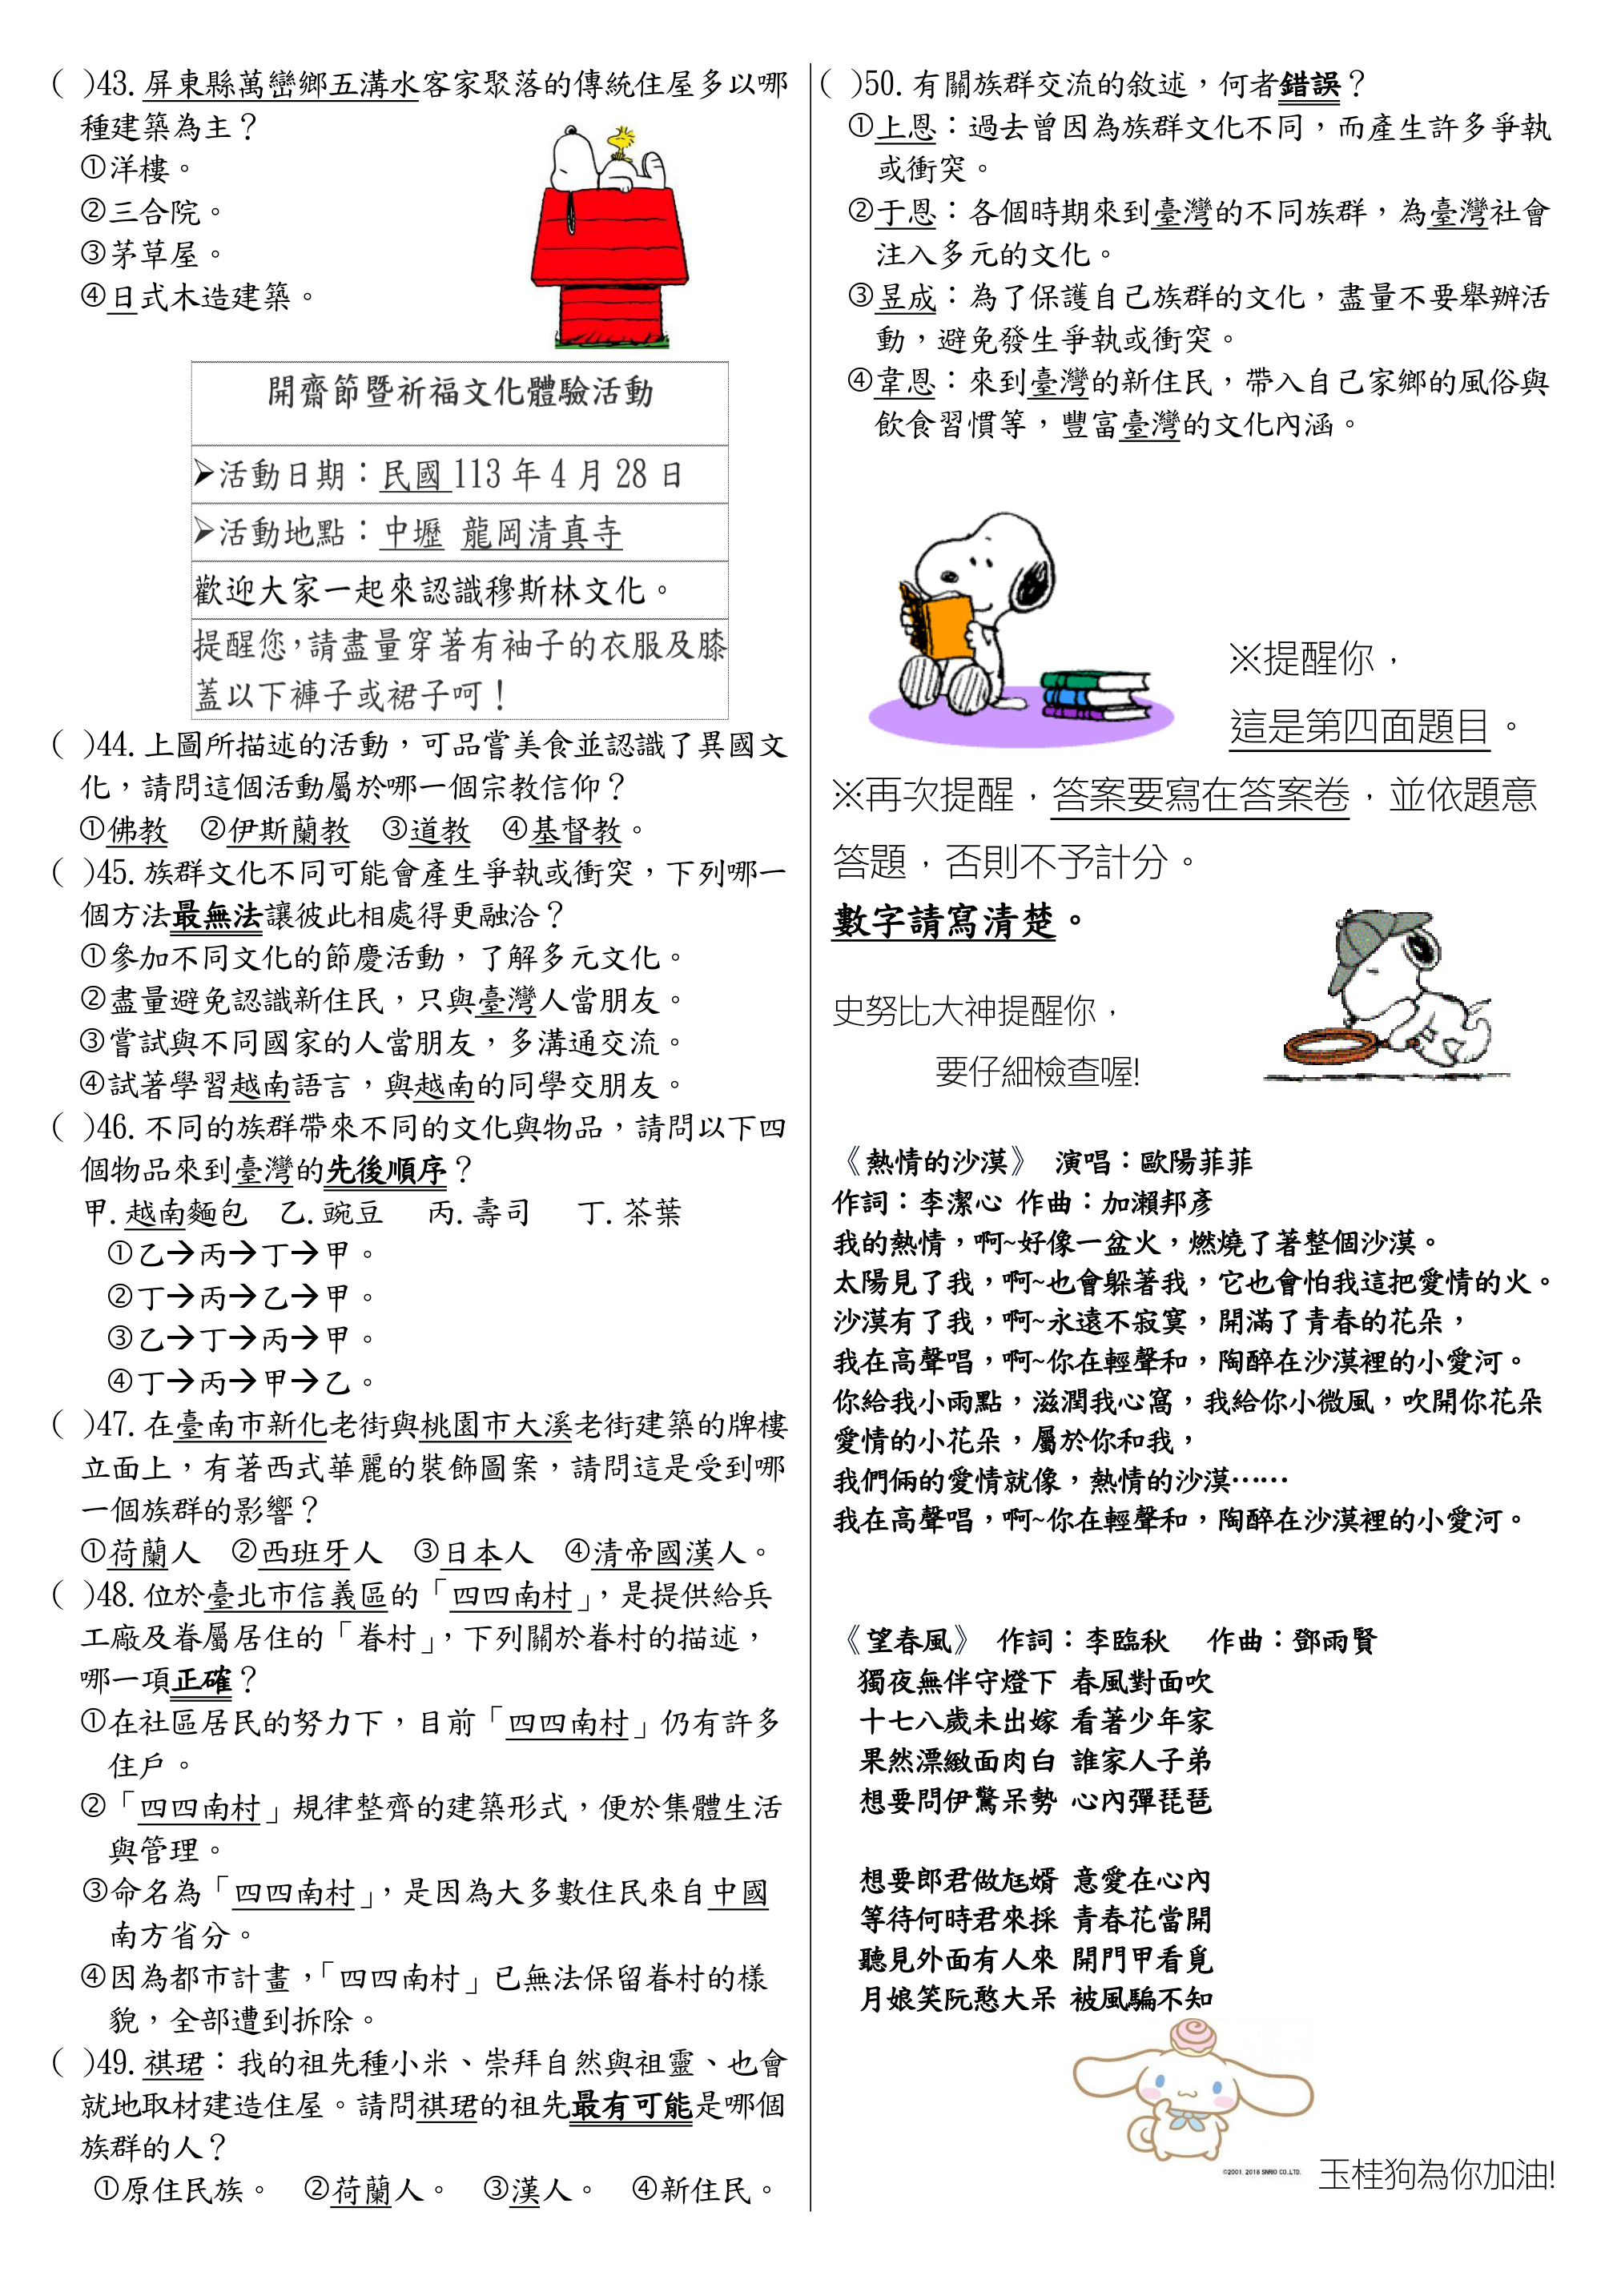 ( )43.屏東縣萬巒鄉五溝水客家聚落的傳統住屋多以哪
種建築為主？
①洋樓。
②三合院。
③茅草屋。
④日式木造建築。
開齋節暨祈福文化體驗活動
➢活動日期：民國 113 年 4 月 28 日
➢活動地點：中壢 龍岡清真寺
歡迎大家一起來認識穆斯林文化。
提醒您，請盡量穿著有袖子的衣服及膝
蓋以下褲子或裙子呵！
( )44.上圖所描述的活動，可品嘗美食並認識了異國文
化，請問這個活動屬於哪一個宗教信仰？
①佛教 ②伊斯蘭教 ③道教 ④基督教。
( )45.族群文化不同可能會產生爭執或衝突，下列哪一
個方法最無法讓彼此相處得更融洽？
①參加不同文化的節慶活動，了解多元文化。
②盡量避免認識新住民，只與臺灣人當朋友。
③嘗試與不同國家的人當朋友，多溝通交流。
④試著學習越南語言，與越南的同學交朋友。
( )46.不同的族群帶來不同的文化與物品，請問以下四
個物品來到臺灣的先後順序？
甲.越南麵包 乙.豌豆 丙.壽司 丁.茶葉
①乙→丙→丁→甲。
②丁→丙→乙→甲。
③乙→丁→丙→甲。
④丁→丙→甲→乙。
( )47.在臺南市新化老街與桃園市大溪老街建築的牌樓
立面上，有著西式華麗的裝飾圖案，請問這是受到哪
一個族群的影響？
①荷蘭人 ②西班牙人 ③日本人 ④清帝國漢人。
( )48.位於臺北市信義區的「四四南村」，是提供給兵
工廠及眷屬居住的「眷村」，下列關於眷村的描述，
哪一項正確？
①在社區居民的努力下，目前「四四南村」仍有許多
住戶。
②「四四南村」規律整齊的建築形式，便於集體生活
與管理。
③命名為「四四南村」，是因為大多數住民來自中國
南方省分。
④因為都市計畫，「四四南村」已無法保留眷村的樣
貌，全部遭到拆除。
( )49.祺珺：我的祖先種小米、崇拜自然與祖靈、也會
就地取材建造住屋。請問祺珺的祖先最有可能是哪個
族群的人？
①原住民族。 ②荷蘭人。 ③漢人。 ④新住民。
( )50.有關族群交流的敘述，何者錯誤？
①上恩：過去曾因為族群文化不同，而產生許多爭執
或衝突。
②于恩：各個時期來到臺灣的不同族群，為臺灣社會
注入多元的文化。
③昱成：為了保護自己族群的文化，盡量不要舉辦活
動，避免發生爭執或衝突。
④韋恩：來到臺灣的新住民，帶入自己家鄉的風俗與
飲食習慣等，豐富臺灣的文化內涵。
※提醒你，
這是第四面題目。
※再次提醒，答案要寫在答案卷，並依題意
答題，否則不予計分。
數字請寫清楚。
史努比大神提醒你，
要仔細檢查喔!
《熱情的沙漠》 演唱：歐陽菲菲
作詞：李潔心 作曲：加瀨邦彥
我的熱情，啊~好像一盆火，燃燒了著整個沙漠。
太陽見了我，啊~也會躲著我，它也會怕我這把愛情的火。
沙漠有了我，啊~永遠不寂寞，開滿了青春的花朵，
我在高聲唱，啊~你在輕聲和，陶醉在沙漠裡的小愛河。
你給我小雨點，滋潤我心窩，我給你小微風，吹開你花朵
愛情的小花朵，屬於你和我，
我們倆的愛情就像，熱情的沙漠……
我在高聲唱，啊~你在輕聲和，陶醉在沙漠裡的小愛河。
《望春風》 作詞：李臨秋 作曲：鄧雨賢
獨夜無伴守燈下 春風對面吹
十七八歲未出嫁 看著少年家
果然漂緻面肉白 誰家人子弟
想要問伊驚呆勢 心內彈琵琶
想要郎君做尪婿 意愛在心內
等待何時君來採 青春花當開
聽見外面有人來 開門甲看覓
月娘笑阮憨大呆 被風騙不知
©2001, 2018 SNRIO CO.,LTD.
玉桂狗為你加油!